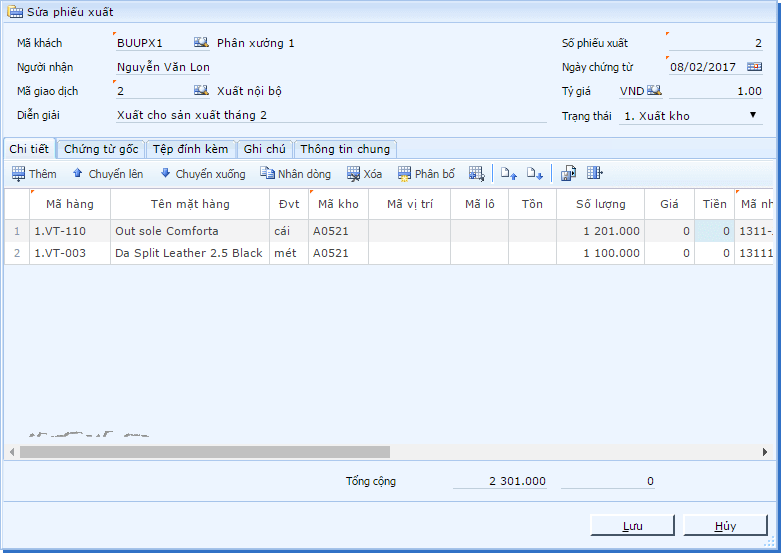 Sửa phiếu xuất
Mã khách BUUPX1 Phân xưởng 1 Số phiếu xuất 2
Người nhận Nguyễn Văn Lon Ngày chứng từ 08/02/2017
Mã giao dịch 2 Xuất nội bộ Tỷ giá VND 1.00
Diễn giải Xuất cho sản xuất tháng 2 Trạng thái 1. Xuất kho
Chi tiết Chứng từ gốc Tệp đính kèm Ghi chú Thông tin chung
Thêm Chuyển lên Chuyển xuống Nhân dòng Xóa Phân bổ
Mã hàng Tên mặt hàng Đvt Mã kho Mã vị trí Mã lô Tồn Số lượng Giá Tiền Mã nh
1 1.VT-110 Out sole Comforta cái A0521 1 201.000 0 0 1311-
2 1.VT-003 Da Split Leather 2.5 Black mét A0521 1 100.000 0 0 13111
Tổng cộng 2 301.000 0
Lưu Hủy